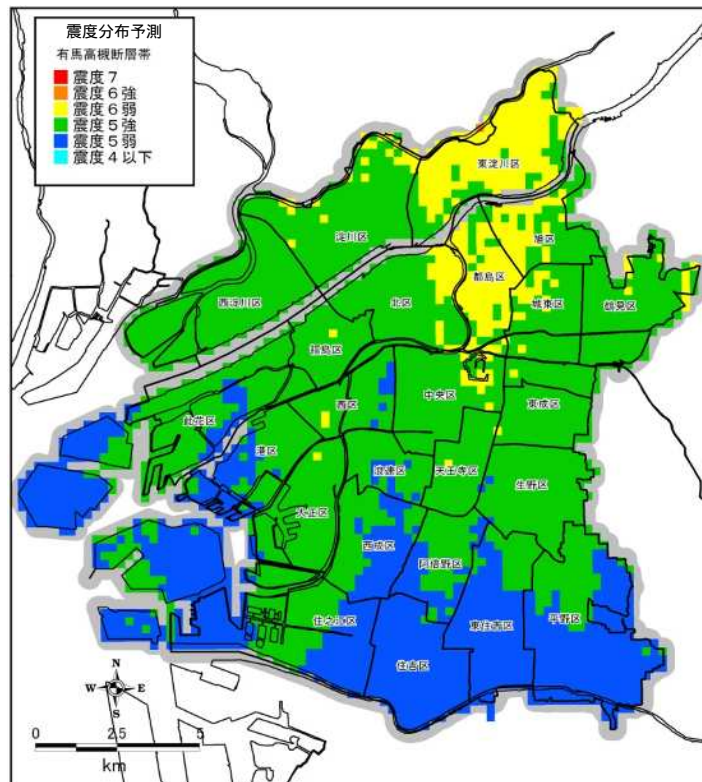 震度分布予測
有馬高槻断層帯
震度７
震度６強
震度６弱
震度５強
震度５弱
震度４以下
東淀川区
淀川区
旭区
都島区
西淀川区
北区
城東区
鶴見区
福島区
此花区
西区
中央区
東成区
港区
浪速区
天王寺区
生野区
大正区
西成区
阿倍野区
住之江区
東住吉区
平野区
住吉区
N
W E
S
0 2.5 5
km